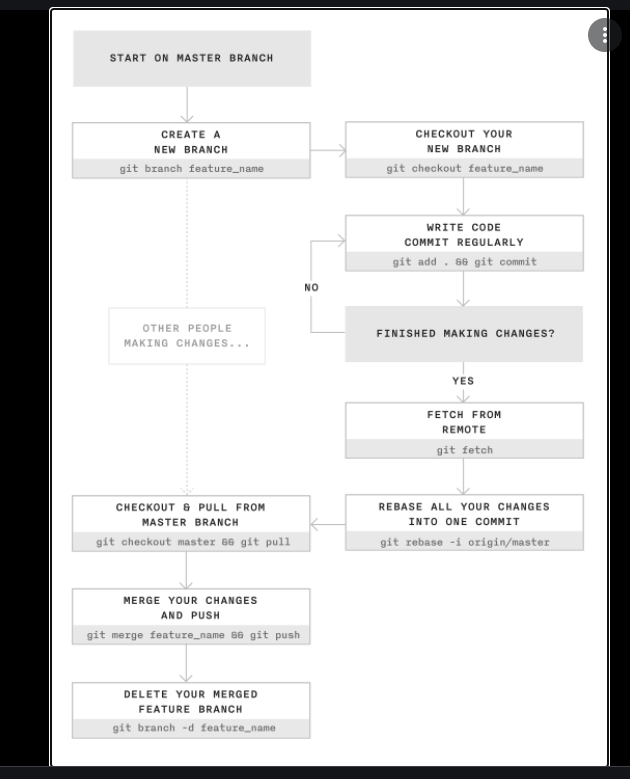 START ON MASTER BRANCH
CREATE A
NEW BRANCH
git branch feature_name
CHECKOUT YOUR
NEW BRANCH
git checkout feature_name
WRITE CODE
COMMIT REGULARLY
git add . && git commit
NO
FINISHED MAKING CHANGES?
OTHER PEOPLE
MAKING CHANGES...
YES
FETCH FROM
REMOTE
git fetch
REBASE ALL YOUR CHANGES
INTO ONE COMMIT
git rebase -i origin/master
CHECKOUT & PULL FROM
MASTER BRANCH
git checkout master && git pull
MERGE YOUR CHANGES
AND PUSH
git merge feature_name && git push
DELETE YOUR MERGED
FEATURE BRANCH
git branch -d feature_name